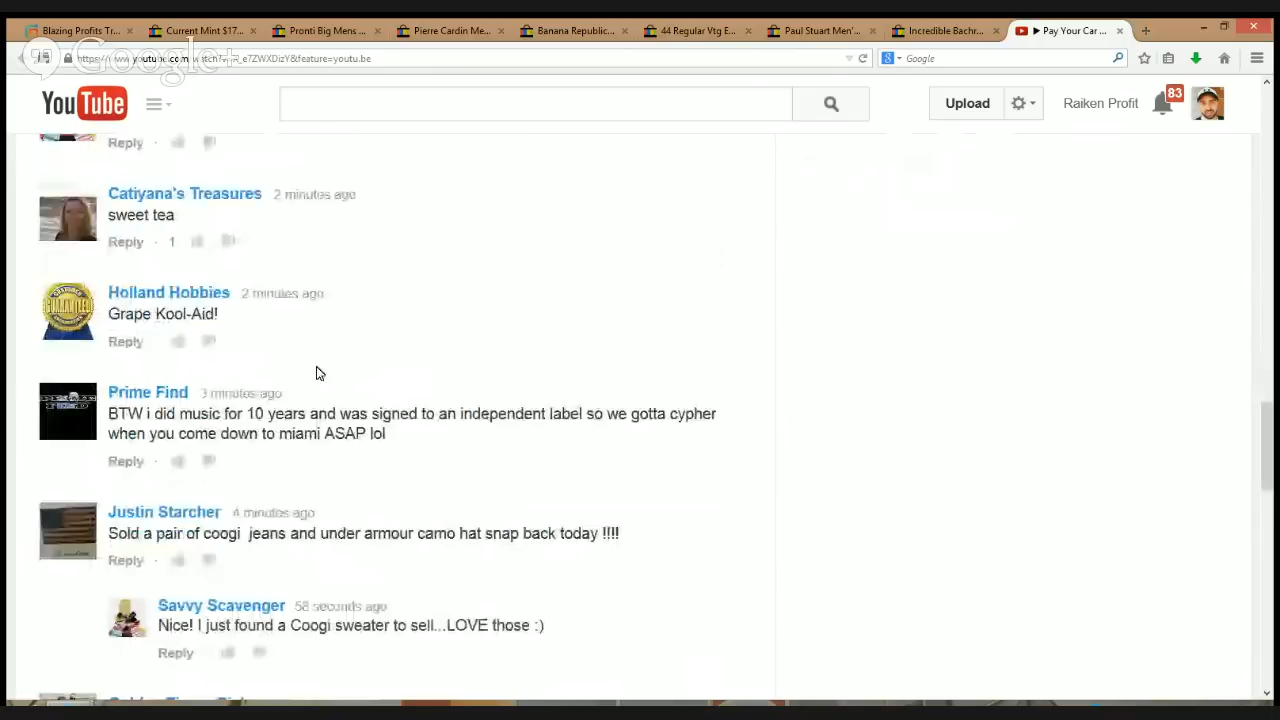 Blazing Profits Tr...
Current Mint $17...
Pronti Big Mens ...
Pierre Cardin Me...
Banana Republic...
44 Regular Vtg E...
Paul Stuart Men'...
Incredible Bachr...
▶ Pay Your Car ...
Google+
&feature=youtu.be
Google
YouTube
Upload
Raiken Profit
83
Reply
Catiyana's Treasures 2 minutes ago
sweet tea
Reply · 1
Holland Hobbies 2 minutes ago
Grape Kool-Aid!
Reply
Prime Find 3 minutes ago
BTW i did music for 10 years and was signed to an independent label so we gotta cypher
when you come down to miami ASAP lol
Reply
Justin Starcher 4 minutes ago
Sold a pair of coogi jeans and under armour camo hat snap back today !!!!
Reply
Savvy Scavenger 58 seconds ago
Nice! I just found a Coogi sweater to sell...LOVE those :)
Reply